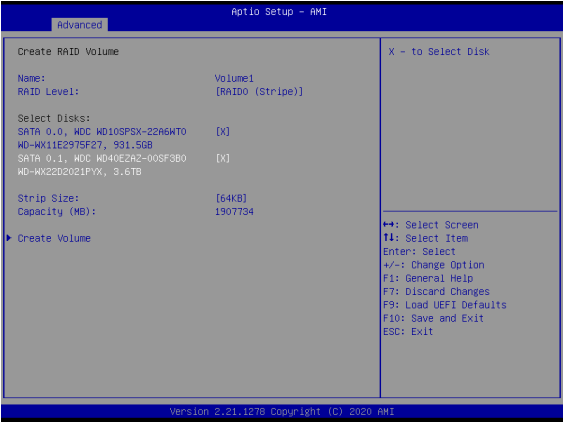 Aptio Setup – AMI
Advanced
Create RAID Volume
Name: Volume1
RAID Level: [RAID0 (Stripe)]
Select Disks:
SATA 0.0, WDC WD10SPSX-22A6WT0 [X]
WD-WX11E2975F27, 931.5GB
SATA 0.1, WDC WD40EZAZ-00SF3B0 [X]
WD-WX22D2021PYX, 3.6TB
Strip Size: [64KB]
Capacity (MB): 1907734
Create Volume
X – to Select Disk
↔: Select Screen
↑↓: Select Item
Enter: Select
+/-: Change Option
F1: General Help
F7: Discard Changes
F9: Load UEFI Defaults
F10: Save and Exit
ESC: Exit
Version 2.21.1278 Copyright (C) 2020 AMI